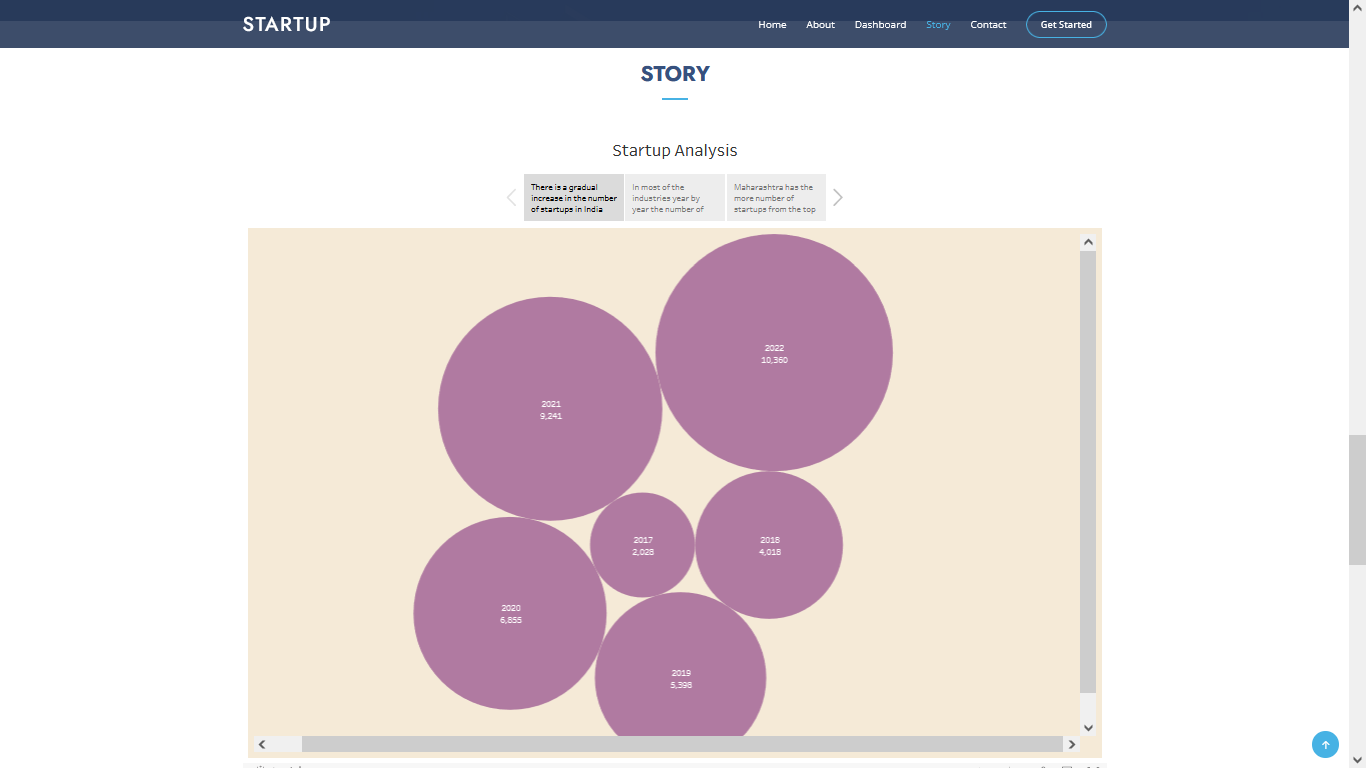 STARTUP
Home About Dashboard Story Contact Get Started
STORY
Startup Analysis
There is a gradual
increase in the number
of startups in India
In most of the
industries year by
year the number of
Maharashtra has the
more number of
startups from the top
2022
10,360
2021
9,241
2017
2,028
2018
4,018
2020
6,855
2019
5,398